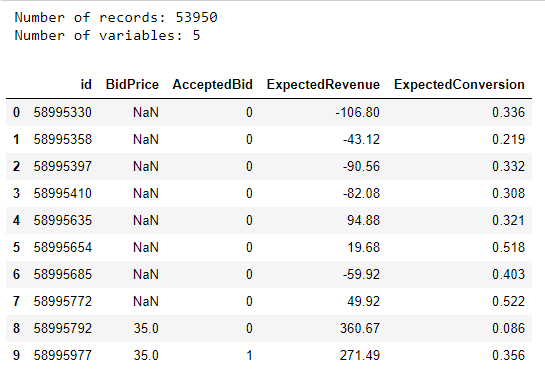 Number of records: 53950
Number of variables: 5
id BidPrice AcceptedBid ExpectedRevenue ExpectedConversion
0 58995330 NaN 0 -106.80 0.336
1 58995358 NaN 0 -43.12 0.219
2 58995397 NaN 0 -90.56 0.332
3 58995410 NaN 0 -82.08 0.308
4 58995635 NaN 0 94.88 0.321
5 58995654 NaN 0 19.68 0.518
6 58995685 NaN 0 -59.92 0.403
7 58995772 NaN 0 49.92 0.522
8 58995792 35.0 0 360.67 0.086
9 58995977 35.0 1 271.49 0.356